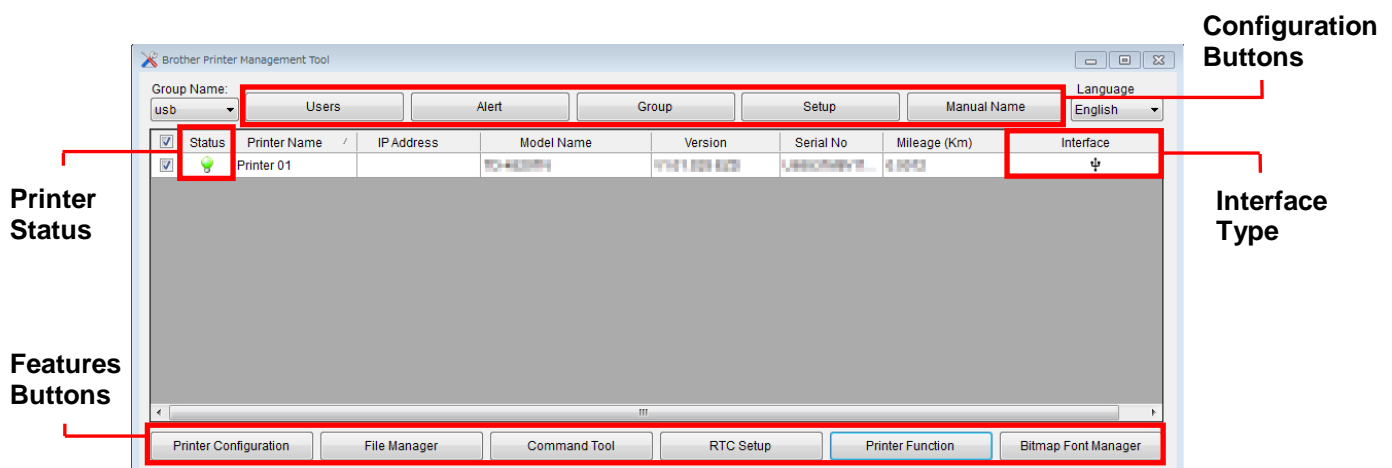 Configuration
Buttons
Brother Printer Management Tool
Group Name:
Language
usb
Users
Alert
Group
Setup
Manual Name
English
Status
Printer Name
IP Address
Model Name
Version
Serial No
Mileage (Km)
Interface
Printer 01
Printer
Status
Interface
Type
Features
Buttons
Printer Configuration
File Manager
Command Tool
RTC Setup
Printer Function
Bitmap Font Manager